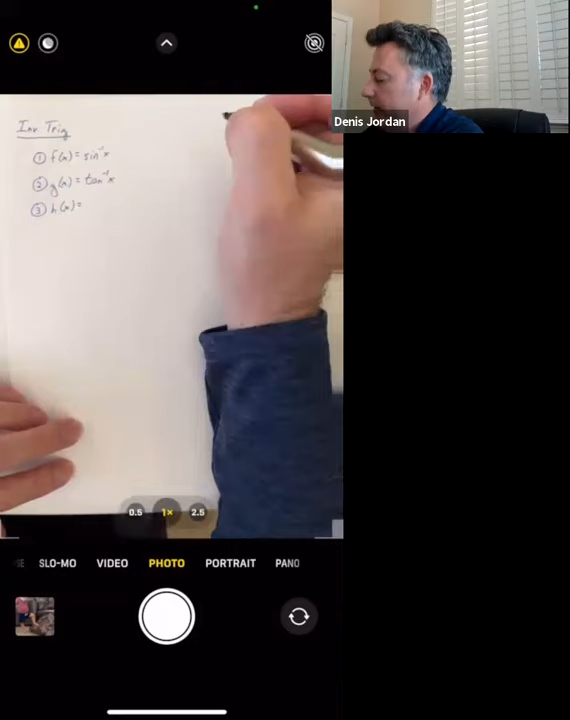 Denis Jordan
Inv Trig
① f(x) = sin⁻¹x
② g(x) = tan⁻¹x
③ h(x) =
0.5 1× 2.5
SLO-MO VIDEO PHOTO PORTRAIT PANO